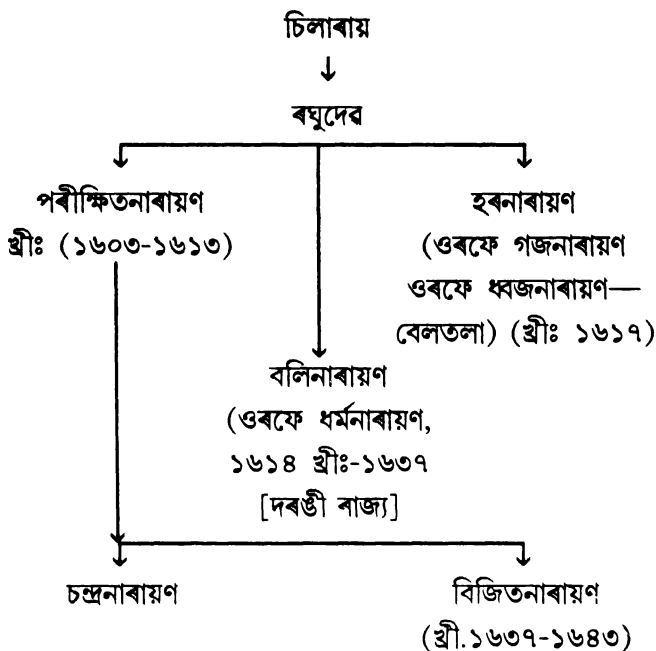 চিলাৰায়
ৰঘুদেৱ
পৰীক্ষিতনাৰায়ণ
খ্ৰীঃ (১৬০৩-১৬১৩)
হৰনাৰায়ণ
(ওৰফে গজনাৰায়ণ
ওৰফে ধ্বজনাৰায়ণ—
বেলতলা) (খ্ৰীঃ ১৬১৭)
বলিনাৰায়ণ
(ওৰফে ধৰ্মনাৰায়ণ,
১৬১৪ খ্ৰীঃ-১৬৩৭
[দৰঙী ৰাজ্য]
চন্দ্ৰনাৰায়ণ
বিজিতনাৰায়ণ
(খ্ৰী.১৬৩৭-১৬৪৩)